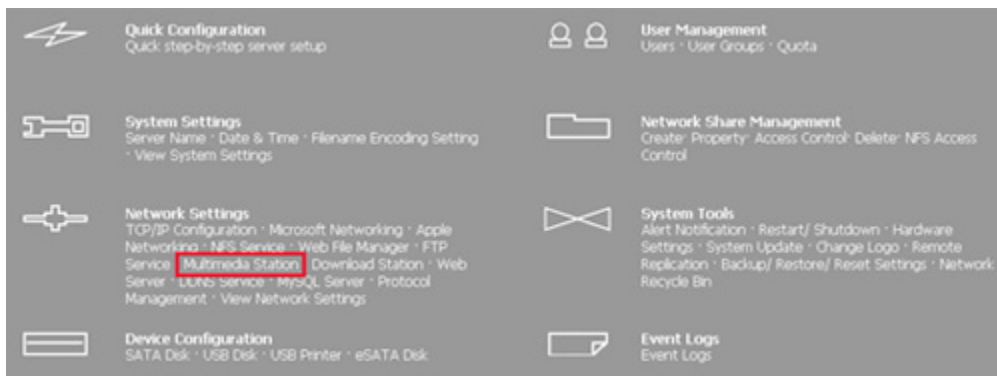 Quick Configuration
Quick step-by-step server setup
User Management
Users · User Groups · Quota
System Settings
Server Name · Date & Time · Filename Encoding Setting
· View System Settings
Network Share Management
Create· Property· Access Control· Delete· NFS Access
Control
Network Settings
TCP/IP Configuration · Microsoft Networking · Apple
Networking · NFS Service · Web File Manager · FTP
Service · Multimedia Station · Download Station · Web
Server · DDNS Service · MySQL Server · Protocol
Management · View Network Settings
System Tools
Alert Notification · Restart/ Shutdown · Hardware
Settings · System Update · Change Logo · Remote
Replication · Backup/ Restore/ Reset Settings · Network
Recycle Bin
Device Configuration
SATA Disk · USB Disk · USB Printer · eSATA Disk
Event Logs
Event Logs